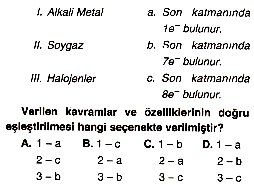 I. Alkali Metal a. Son katmanında
1e⁻ bulunur.
II. Soygaz b. Son katmanında
7e⁻ bulunur.
III. Halojenler c. Son katmanında
8e⁻ bulunur.
Verilen kavramlar ve özelliklerinin doğru
eşleştirilmesi hangi seçenekte verilmiştir?
A. 1 – a B. 1 – c C. 1 – b D. 1 – a
2 – c 2 – a 2 – a 2 – b
3 – b 3 – b 3 – c 3 – c